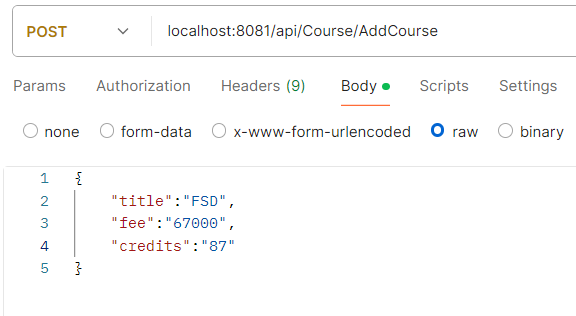 POST localhost:8081/api/Course/AddCourse
Params Authorization Headers (9) Body Scripts Settings
none form-data x-www-form-urlencoded raw binary
1 {
2 "title":"FSD",
3 "fee":"67000",
4 "credits":"87"
5 }